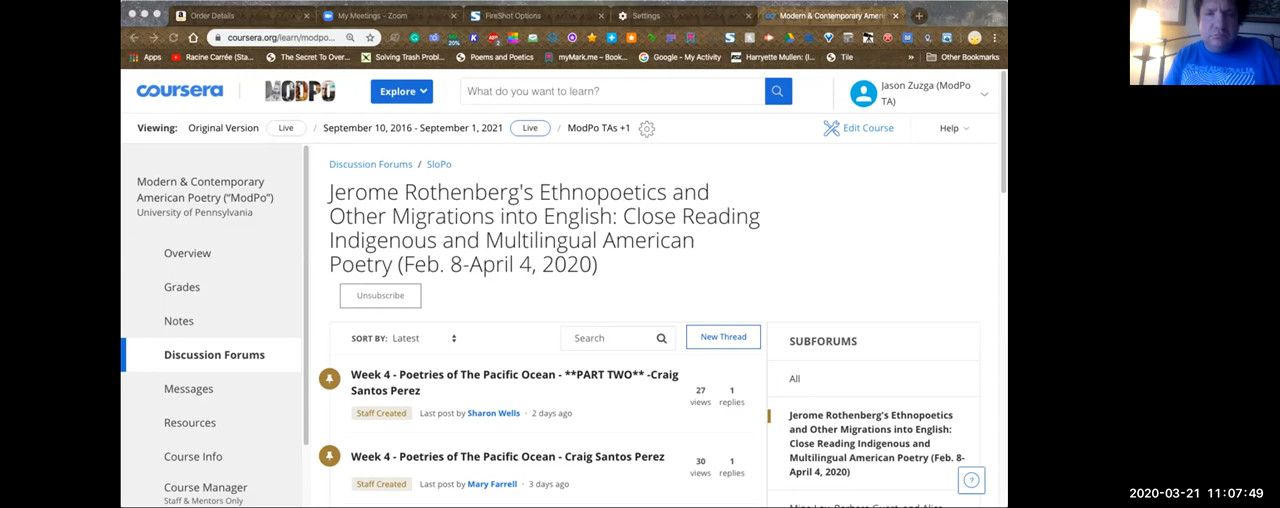 Order Details
My Meetings - Zoom
FireShot Options
Settings
Modern & Contemporary Ameri
coursera.org/learn/modpo...
Apps
Racine Carrée (Sta...
The Secret To Over...
Solving Trash Probl...
Poems and Poetics
myMark.me – Book...
Google - My Activity
Harryette Mullen: (I...
Tile
»
Other Bookmarks
coursera
MODPO
Explore
What do you want to learn?
Jason Zuzga (ModPo
TA)
Viewing: Original Version Live / September 10, 2016 - September 1, 2021 Live / ModPo TAs +1
Edit Course
Help
Modern & Contemporary
American Poetry (“ModPo”)
University of Pennsylvania
Overview
Grades
Notes
Discussion Forums
Messages
Resources
Course Info
Course Manager
Staff & Mentors Only
Discussion Forums / SloPo
Jerome Rothenberg's Ethnopoetics and
Other Migrations into English: Close Reading
Indigenous and Multilingual American
Poetry (Feb. 8-April 4, 2020)
Unsubscribe
SORT BY: Latest
Search
New Thread
Week 4 - Poetries of The Pacific Ocean - **PART TWO** -Craig
Santos Perez
27 views
1 replies
Staff Created Last post by Sharon Wells · 2 days ago
Week 4 - Poetries of The Pacific Ocean - Craig Santos Perez
30 views
1 replies
Staff Created Last post by Mary Farrell · 3 days ago
SUBFORUMS
All
Jerome Rothenberg's Ethnopoetics
and Other Migrations into English:
Close Reading Indigenous and
Multilingual American Poetry (Feb. 8-
April 4, 2020)
?
2020-03-21 11:07:49